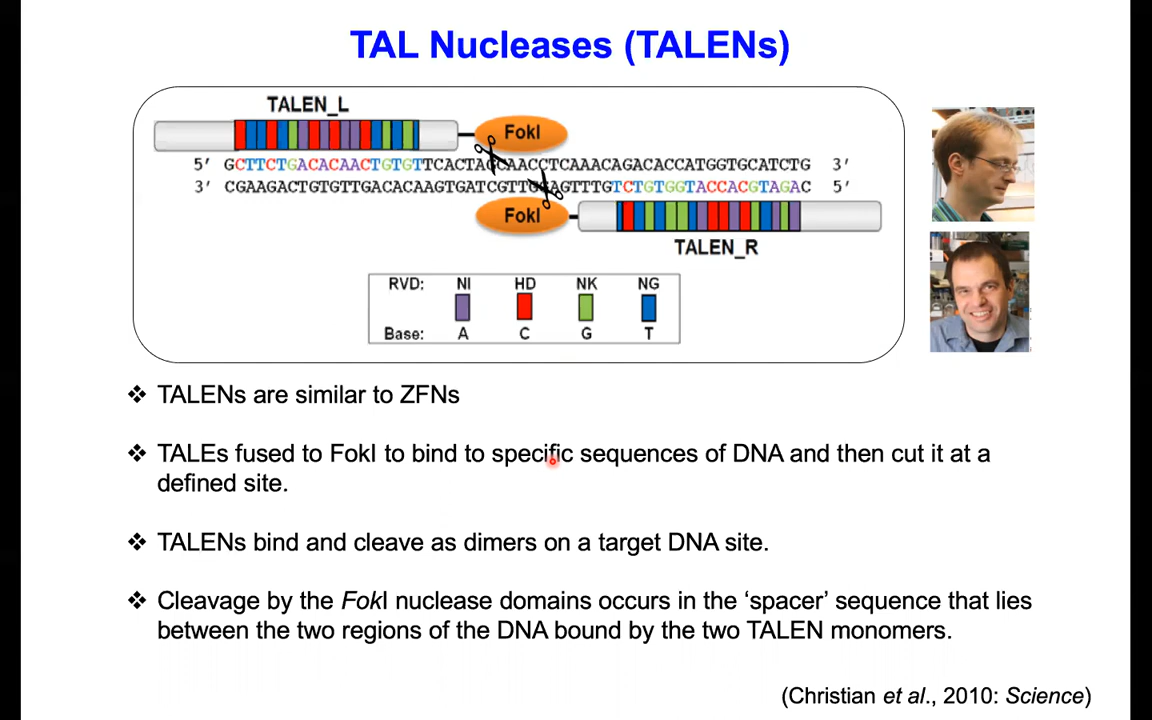 TAL Nucleases (TALENs)
TALEN_L
FokI
5' GCTTCTGACACAACTGTGTTCACTAGCAACCTCAAACAGACACCATGGTGCATCTG 3'
3' CGAAGACTGTGTTGACACAAGTGATCGTTGGAGTTTGTCTGTGGTACCACGTAGAC 5'
FokI
TALEN_R
RVD: NI HD NK NG
Base: A C G T
❖ TALENs are similar to ZFNs
❖ TALEs fused to FokI to bind to specific sequences of DNA and then cut it at a
defined site.
❖ TALENs bind and cleave as dimers on a target DNA site.
❖ Cleavage by the FokI nuclease domains occurs in the ‘spacer’ sequence that lies
between the two regions of the DNA bound by the two TALEN monomers.
(Christian et al., 2010: Science)